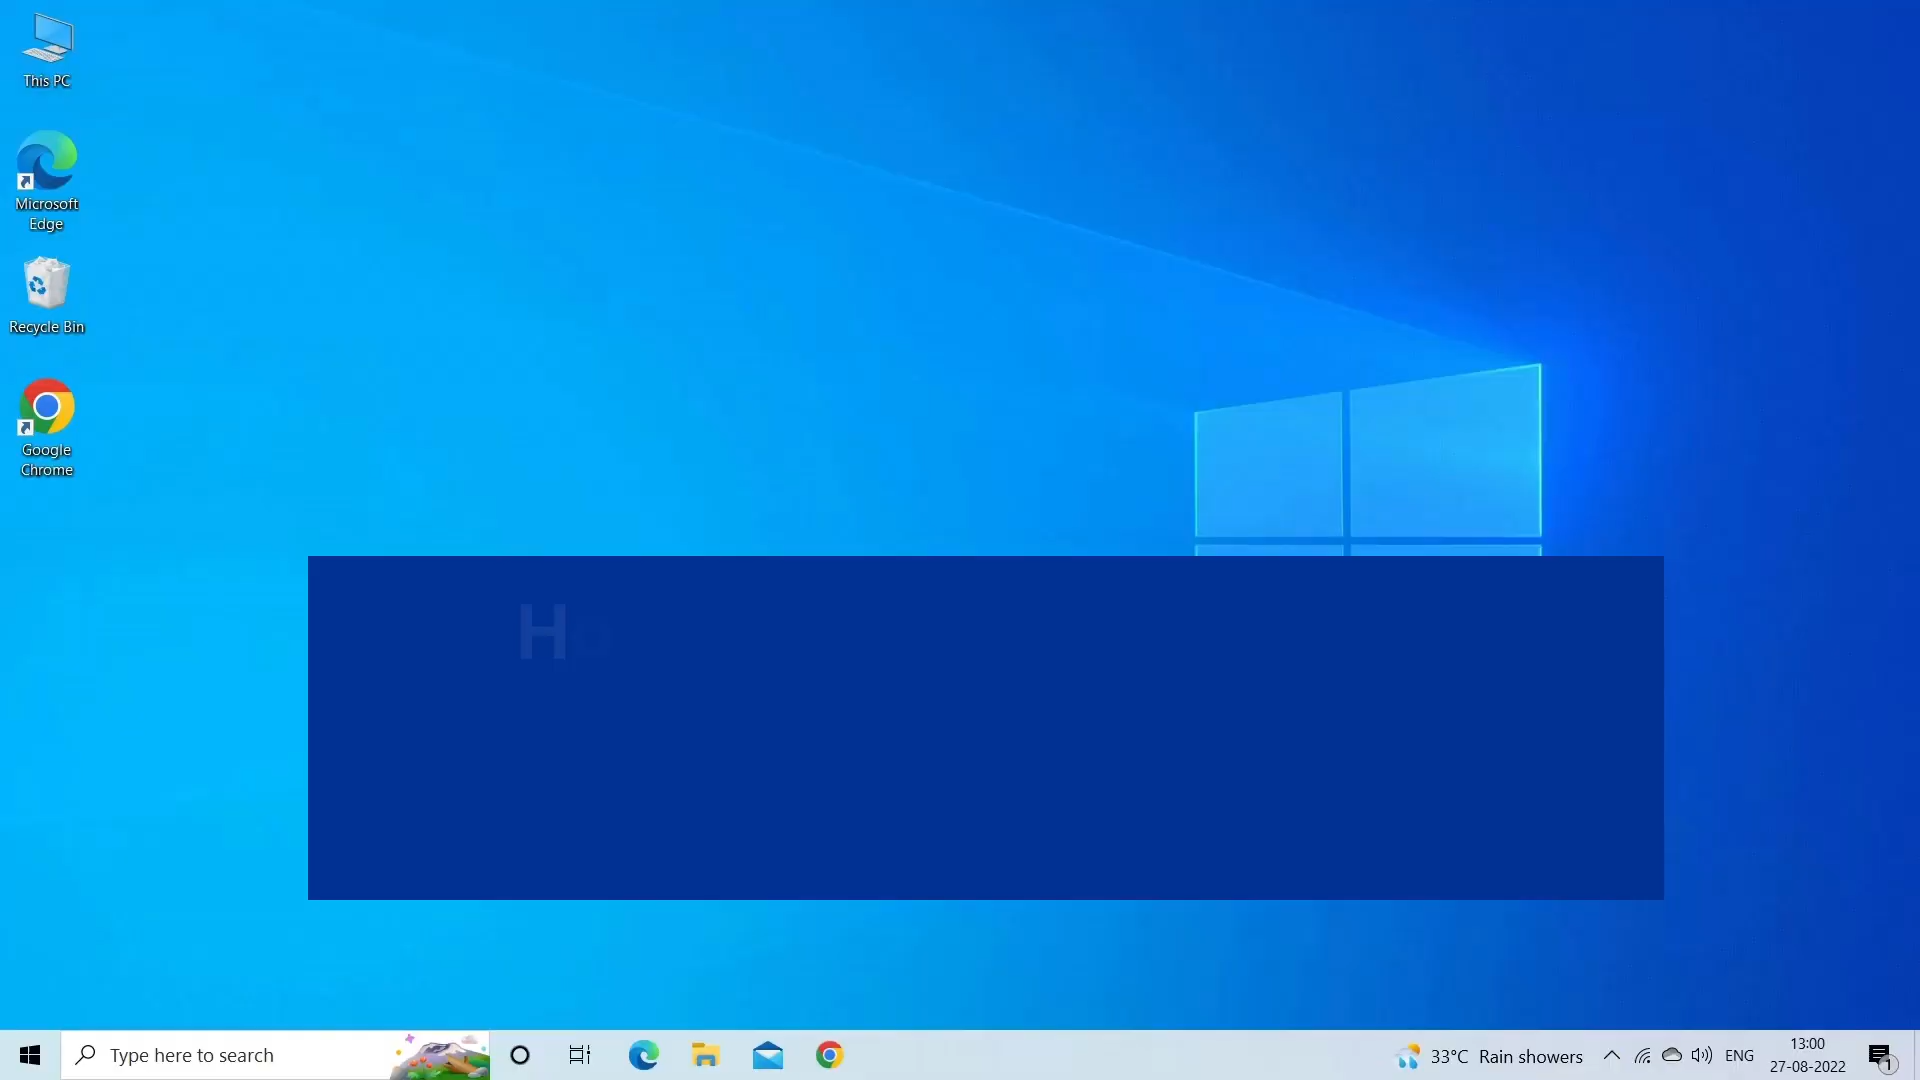 This PC
Microsoft
Edge
Recycle Bin
Google
Chrome
H
Type here to search
33°C Rain showers
ENG
13:00
27-08-2022
1